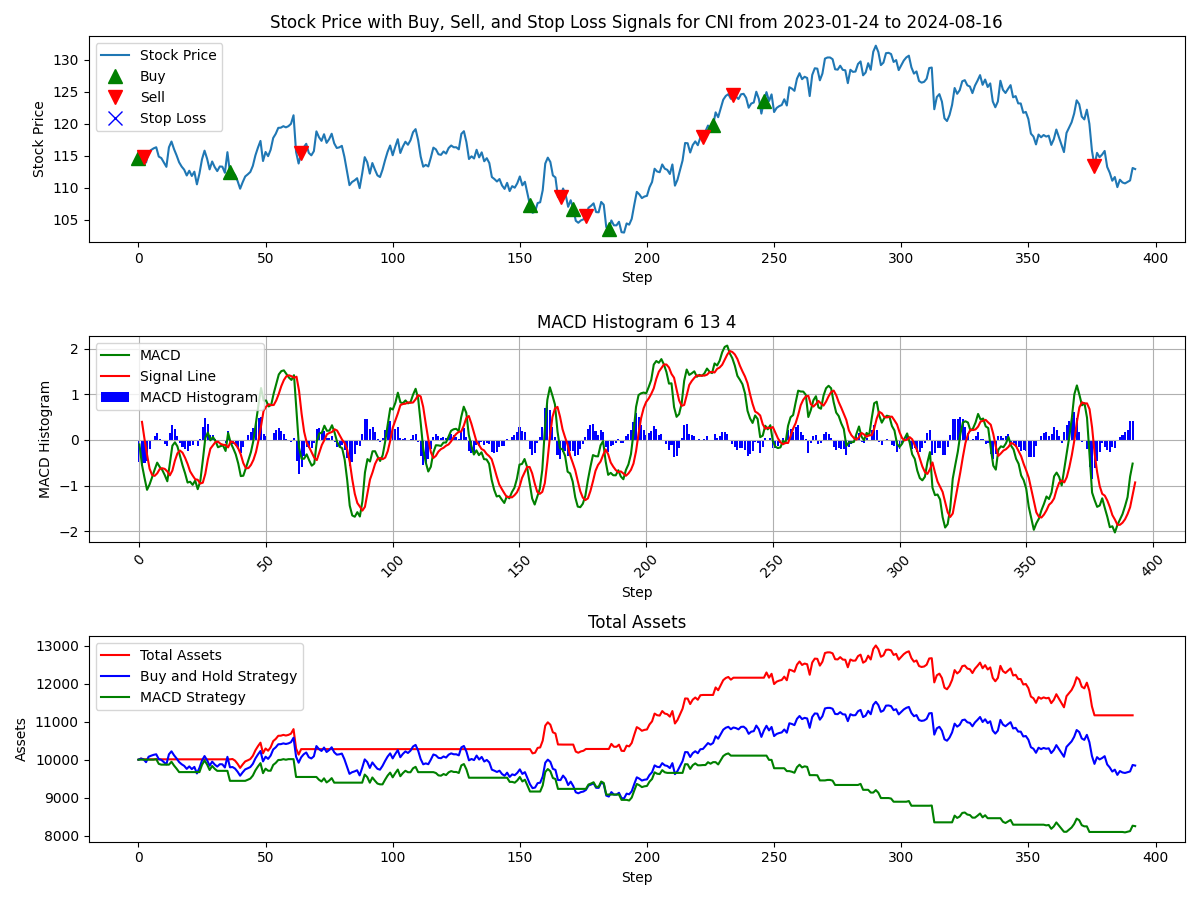 Stock Price with Buy, Sell, and Stop Loss Signals for CNI from 2023-01-24 to 2024-08-16
Stock Price
130
125
120
115
110
105
Stock Price
Buy
Sell
Stop Loss
0 50 100 150 200 250 300 350 400
Step
MACD Histogram 6 13 4
MACD Histogram
2
1
0
−1
−2
MACD
Signal Line
MACD Histogram
0 50 100 150 200 250 300 350 400
Step
Total Assets
Assets
13000
12000
11000
10000
9000
8000
Total Assets
Buy and Hold Strategy
MACD Strategy
0 50 100 150 200 250 300 350 400
Step